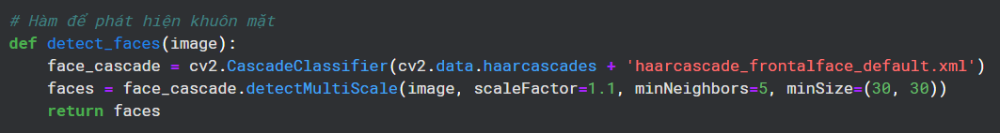 # Hàm để phát hiện khuôn mặt
def detect_faces(image):
    face_cascade = cv2.CascadeClassifier(cv2.data.haarcascades + 'haarcascade_frontalface_default.xml')
    faces = face_cascade.detectMultiScale(image, scaleFactor=1.1, minNeighbors=5, minSize=(30, 30))
    return faces